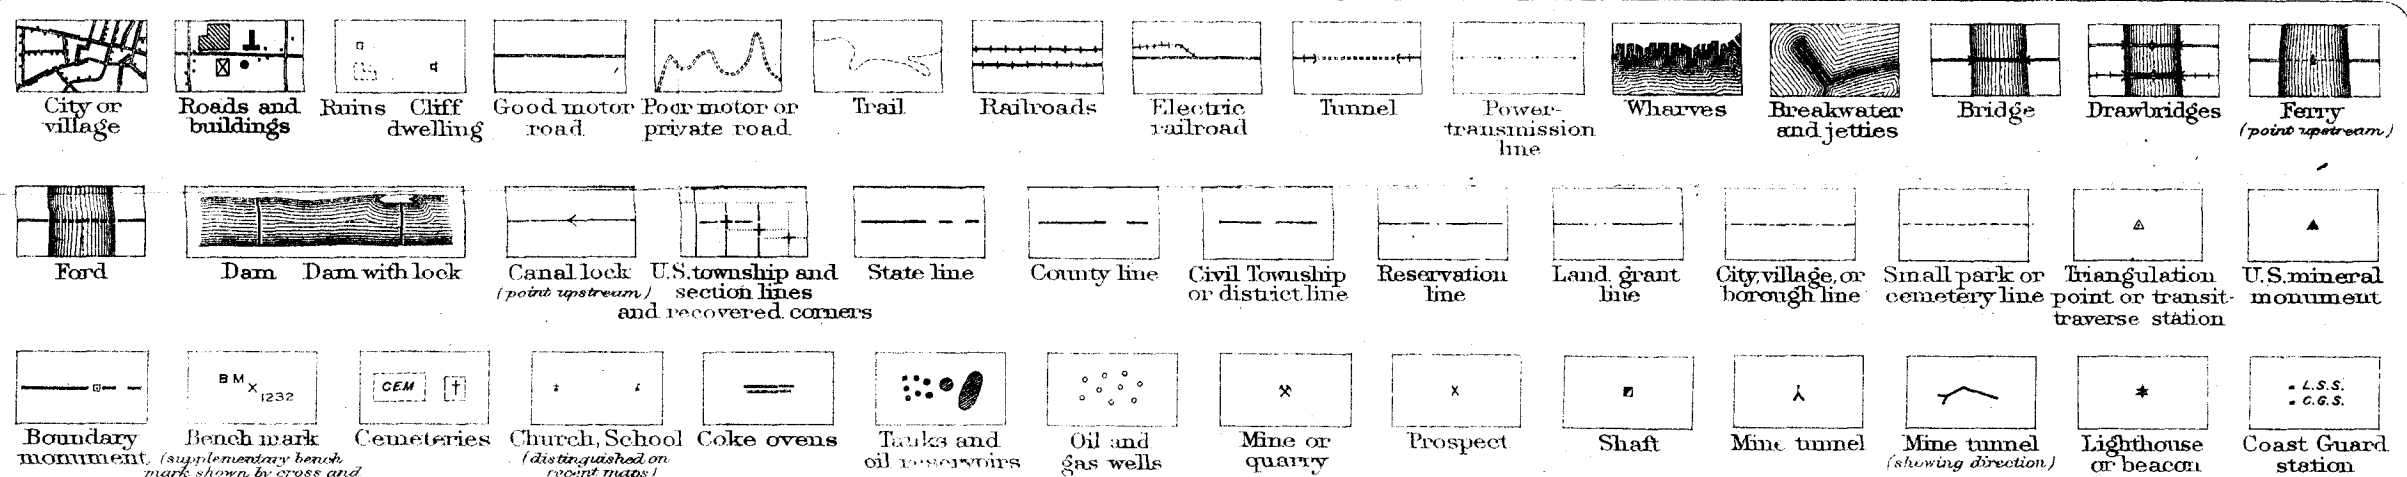 City or
village
Roads and
buildings
Ruins
Cliff
dwelling
Good motor
road
Poor motor or
private road
Trail
Railroads
Electric
railroad
Tunnel
Power-
transmission
line
Wharves
Breakwater
and jetties
Bridge
Drawbridges
Ferry
(point upstream)
Ford
Dam
Dam with lock
Canal lock
(point upstream)
U.S. township and
section lines
and recovered corners
State line
County line
Civil Township
or district line
Reservation
line
Land grant
line
City, village, or
borough line
Small park or
cemetery line
Triangulation
point or transit-
traverse station
U.S. mineral
monument
BM
X
1232
CEM
L.S.S.
C.G.S.
Boundary
monument
Bench mark
(supplementary bench
mark shown by cross and
Cemeteries
Church, School
(distinguished on
recent maps)
Coke ovens
Tanks and
oil reservoirs
Oil and
gas wells
Mine or
quarry
Prospect
Shaft
Mine tunnel
Mine tunnel
(showing direction)
Lighthouse
or beacon
Coast Guard
station